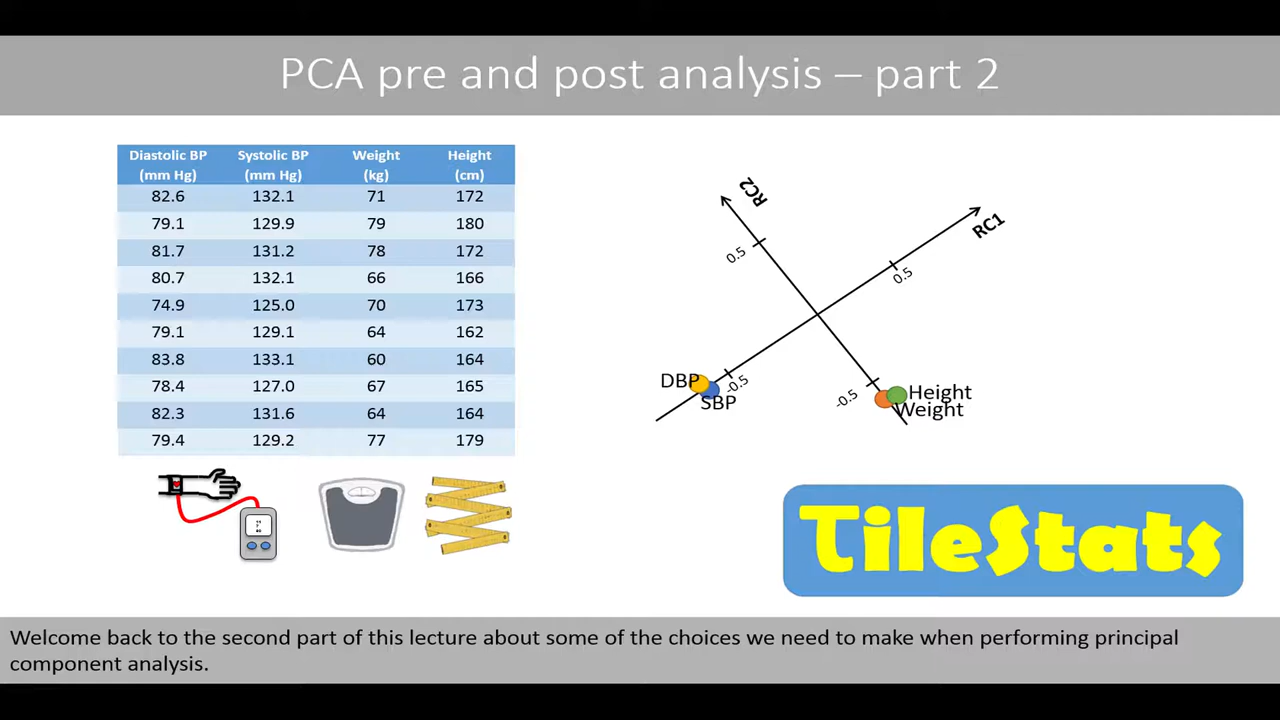 PCA pre and post analysis – part 2
Diastolic BP Systolic BP Weight Height
(mm Hg) (mm Hg) (kg) (cm)
82.6 132.1 71 172
79.1 129.9 79 180
81.7 131.2 78 172
80.7 132.1 66 166
74.9 125.0 70 173
79.1 129.1 64 162
83.8 133.1 60 164
78.4 127.0 67 165
82.3 131.6 64 164
79.4 129.2 77 179
RC2
RC1
0.5
0.5
DBP
-0.5
SBP
-0.5
Height
Weight
TileStats
Welcome back to the second part of this lecture about some of the choices we need to make when performing principal
component analysis.